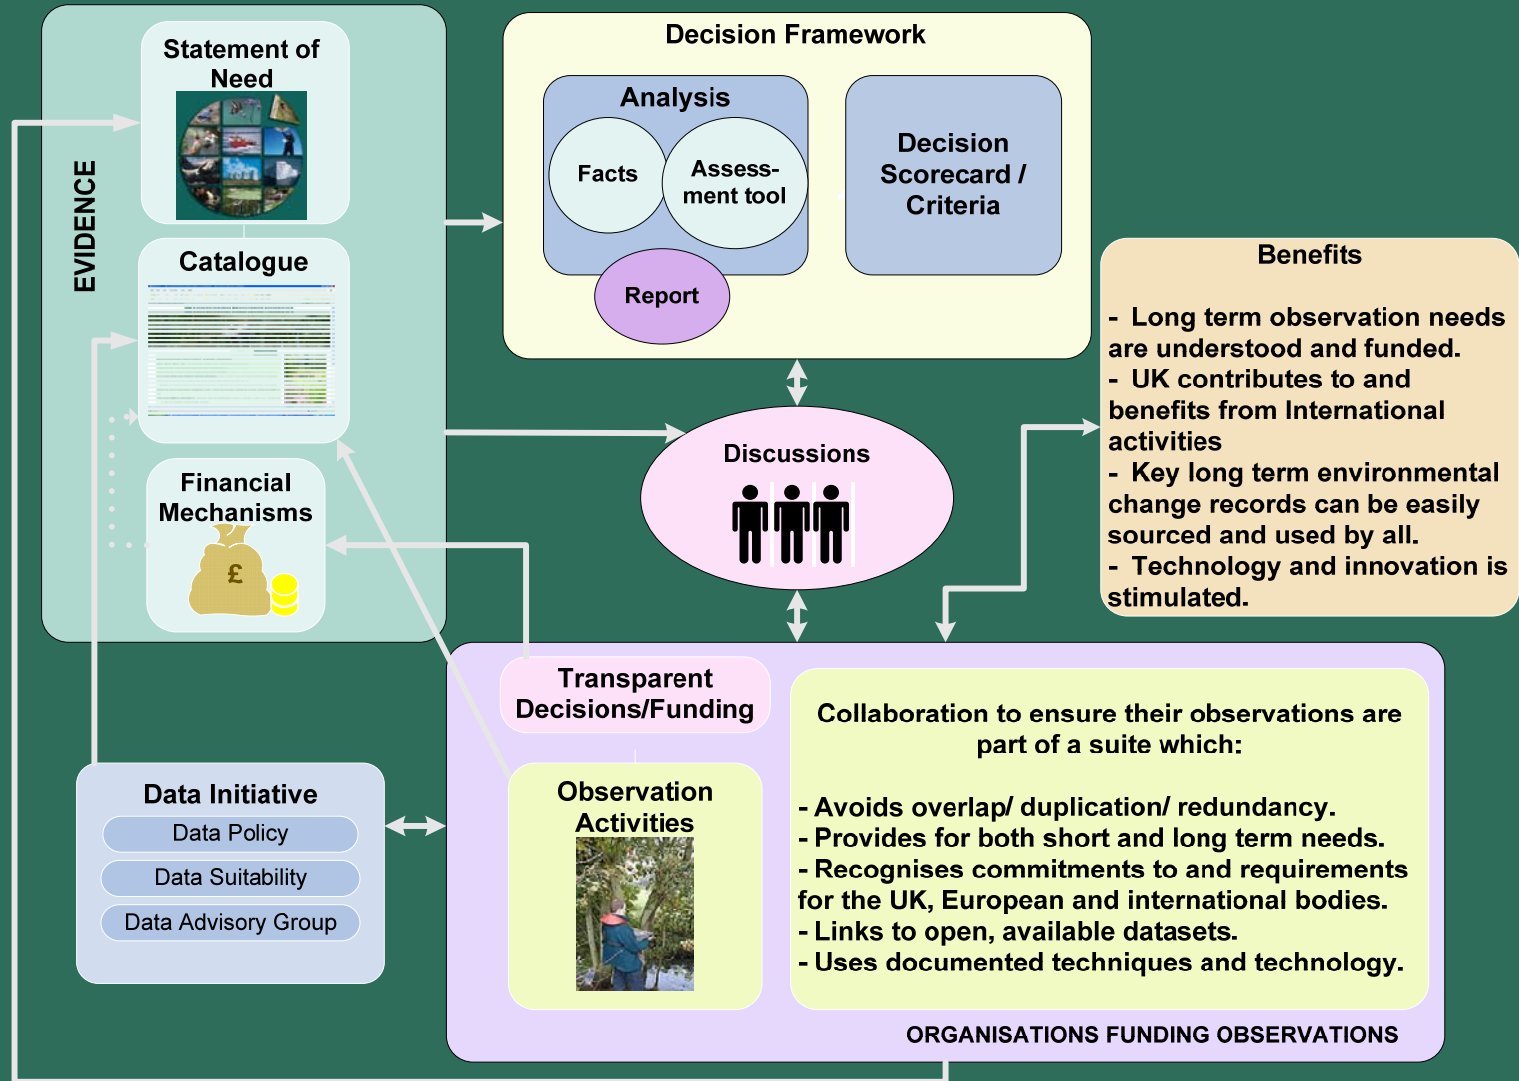 Statement of
Need
EVIDENCE
Catalogue
Financial
Mechanisms
£
Decision Framework
Analysis
Facts
Assess-
ment tool
Report
Decision
Scorecard /
Criteria
Discussions
Benefits
- Long term observation needs
are understood and funded.
- UK contributes to and
benefits from International
activities
- Key long term environmental
change records can be easily
sourced and used by all.
- Technology and innovation is
stimulated.
Data Initiative
Data Policy
Data Suitability
Data Advisory Group
Transparent
Decisions/Funding
Observation
Activities
Collaboration to ensure their observations are
part of a suite which:
- Avoids overlap/ duplication/ redundancy.
- Provides for both short and long term needs.
- Recognises commitments to and requirements
for the UK, European and international bodies.
- Links to open, available datasets.
- Uses documented techniques and technology.
ORGANISATIONS FUNDING OBSERVATIONS